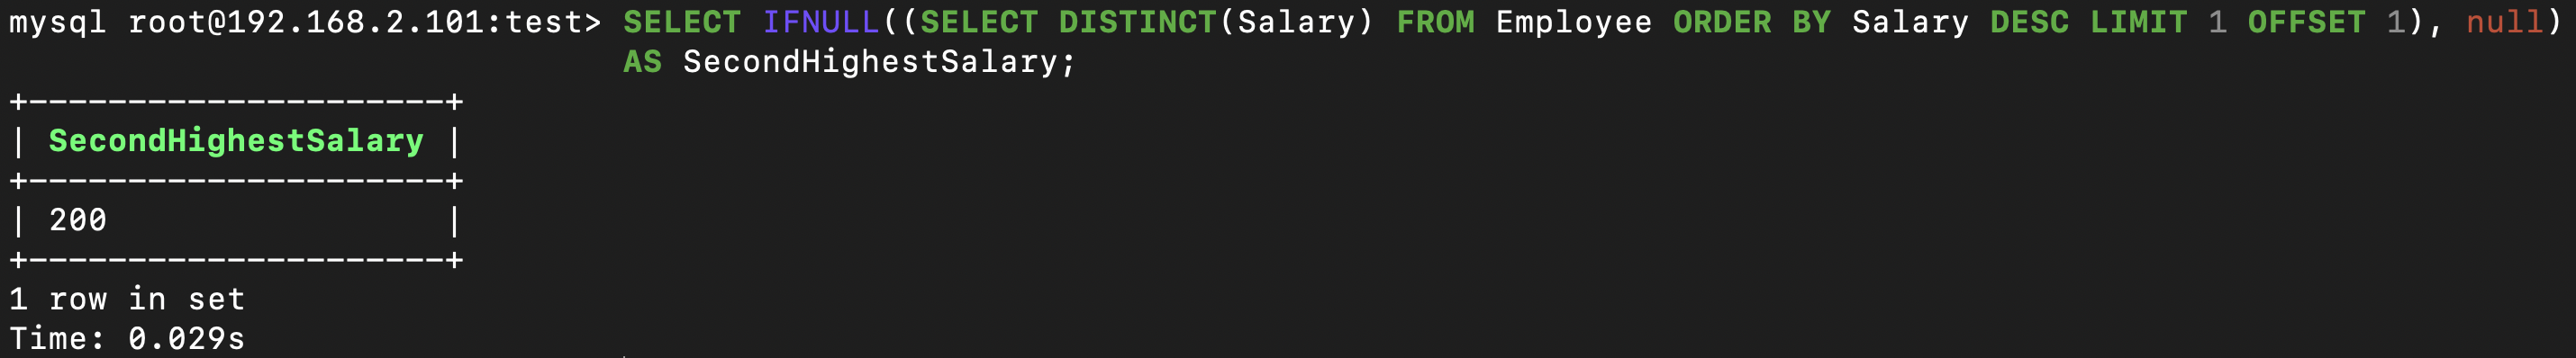 mysql root@192.168.2.101:test> SELECT IFNULL((SELECT DISTINCT(Salary) FROM Employee ORDER BY Salary DESC LIMIT 1 OFFSET 1), null)
                               AS SecondHighestSalary;
+---------------------+
| SecondHighestSalary |
+---------------------+
| 200                 |
+---------------------+
1 row in set
Time: 0.029s